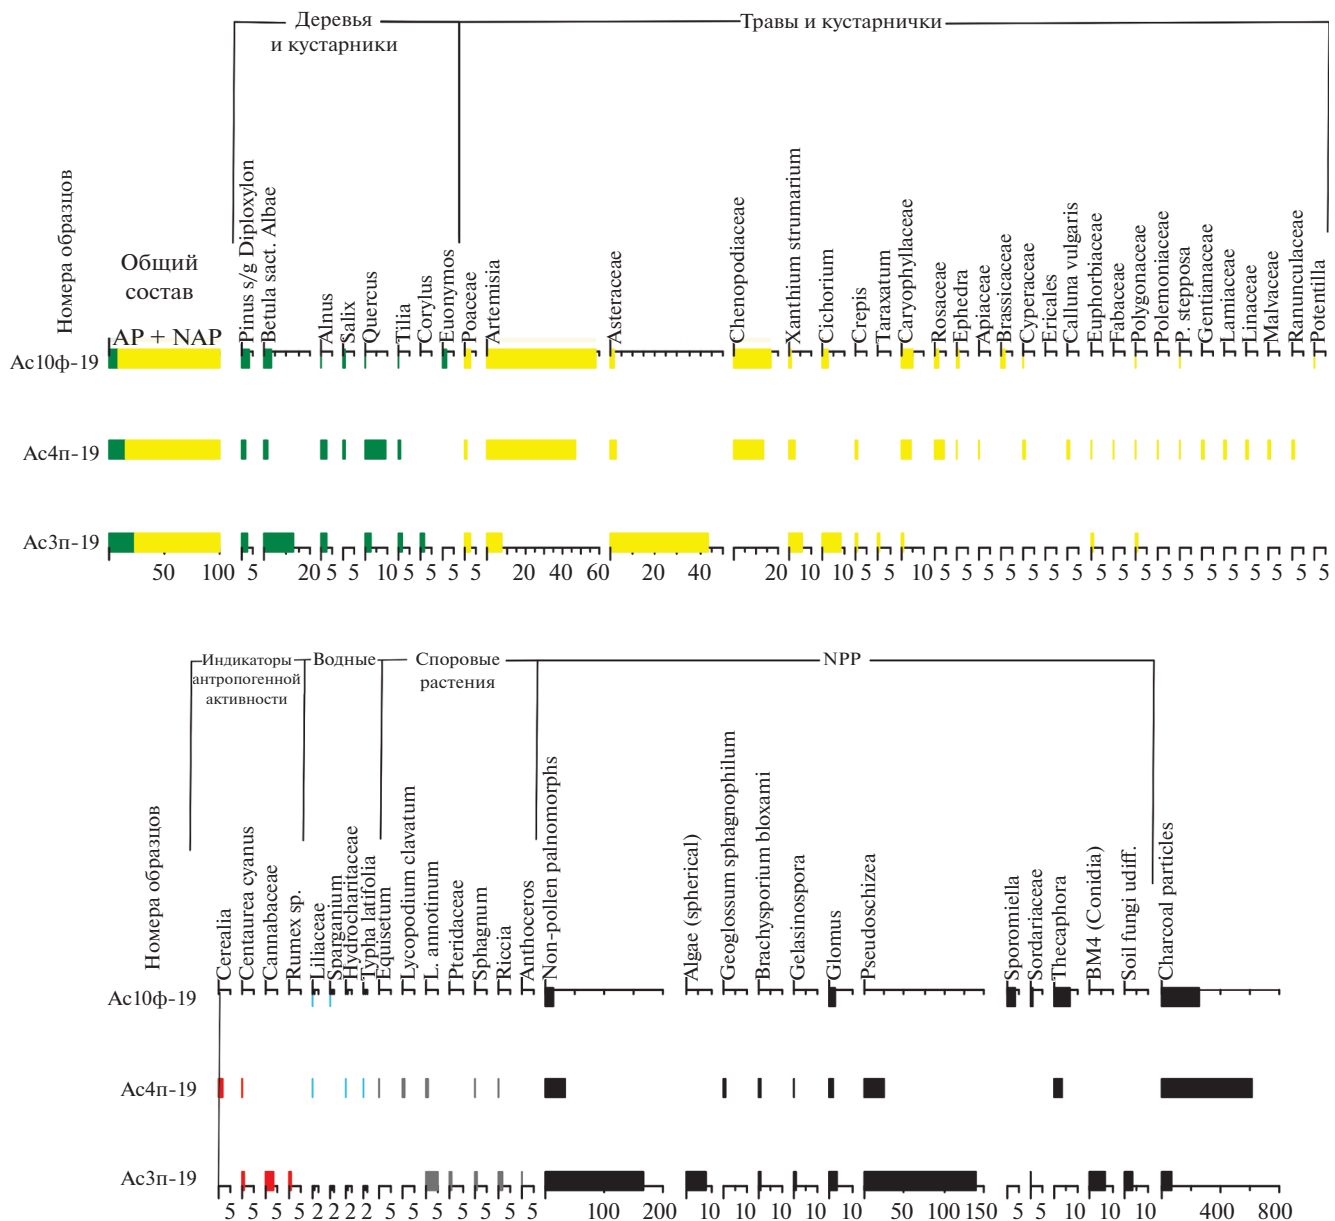 Деревья
и кустарники
Травы и кустарнички
Номера образцов
Общий
состав
AP + NAP
Pinus s/g Diploxylon
Betula sact. Albae
Alnus
Salix
Quercus
Tilia
Corylus
Euonymos
Poaceae
Artemisia
Asteraceae
Chenopodiaceae
Xanthium strumarium
Cichorium
Crepis
Taraxatum
Caryophyllaceae
Rosaceae
Ephedra
Apiaceae
Brassicaceae
Cyperaceae
Ericales
Calluna vulgaris
Euphorbiaceae
Fabaceae
Polygonaceae
Polemoniaceae
P. stepposa
Gentianaceae
Lamiaceae
Linaceae
Malvaceae
Ranunculaceae
Potentilla
Ас10ф-19
Ас4п-19
Ас3п-19
50 100 5 20 5 5 10 5 5 5 5 20 40 60 20 40 20 10 10 5 5 10 5 5 5 5 5 5 5 5 5 5 5 5 5 5 5 5 5 5
Индикаторы
антропогенной
активности
Водные
Споровые
растения
NPP
Номера образцов
Cerealia
Centaurea cyanus
Cannabaceae
Rumex sp.
Liliaceae
Sparganium
Hydrocharitaceae
Typha latifolia
Equisetum
Lycopodium clavatum
L. annotinum
Pteridaceae
Sphagnum
Riccia
Anthoceros
Non-pollen palnomorphs
Algae (spherical)
Geoglossum sphagnophilum
Brachysporium bloxami
Gelasinospora
Glomus
Pseudoschizea
Sporomiella
Sordariaceae
Thecaphora
BM4 (Conidia)
Soil fungi udiff.
Charcoal particles
Ас10ф-19
Ас4п-19
Ас3п-19
5 5 5 5 2 2 2 2 5 5 5 5 5 5 5 100 200 10 10 10 10 10 50 100 150 5 5 10 10 10 400 800